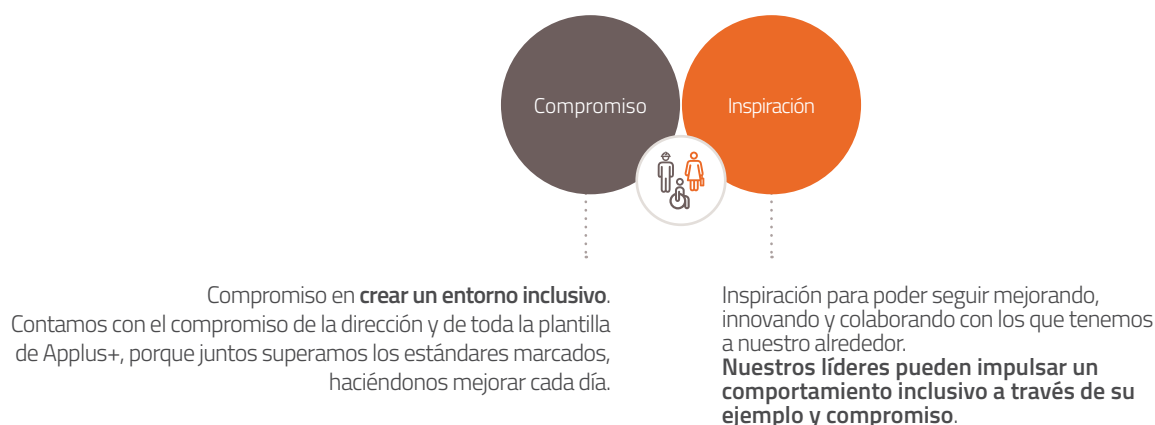 Compromiso
Inspiración
Compromiso en crear un entorno inclusivo.
Contamos con el compromiso de la dirección y de toda la plantilla
de Applus+, porque juntos superamos los estándares marcados,
haciéndonos mejorar cada día.
Inspiración para poder seguir mejorando,
innovando y colaborando con los que tenemos
a nuestro alrededor.
Nuestros líderes pueden impulsar un
comportamiento inclusivo a través de su
ejemplo y compromiso.